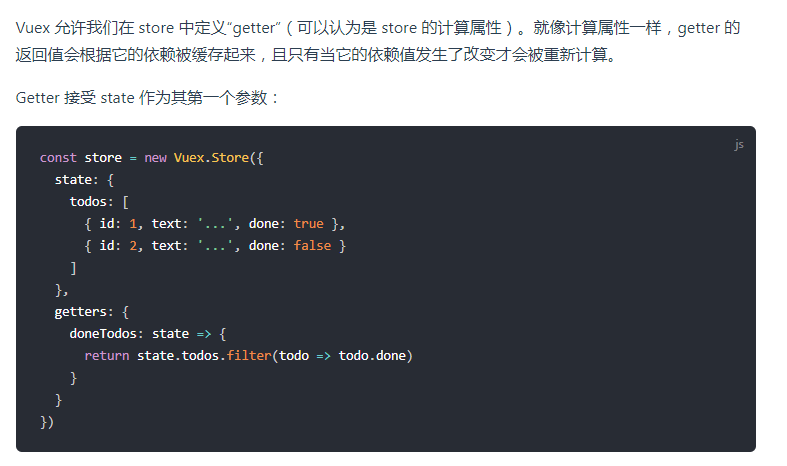 Vuex 允许我们在 store 中定义“getter”（可以认为是 store 的计算属性）。就像计算属性一样，getter 的
返回值会根据它的依赖被缓存起来，且只有当它的依赖值发生了改变才会被重新计算。
Getter 接受 state 作为其第一个参数：
js
const store = new Vuex.Store({
  state: {
    todos: [
      { id: 1, text: '...', done: true },
      { id: 2, text: '...', done: false }
    ]
  },
  getters: {
    doneTodos: state => {
      return state.todos.filter(todo => todo.done)
    }
  }
})